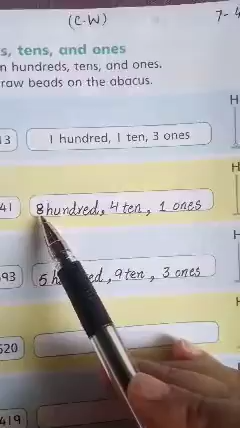 (C.W) 7-4
s, tens, and ones
n hundreds, tens, and ones.
raw beads on the abacus.
H
13 1 hundred, 1 ten, 3 ones
H
41 8 hundred, 4 ten, 1 ones
93 5 h ed, 9 ten, 3 ones
520
419